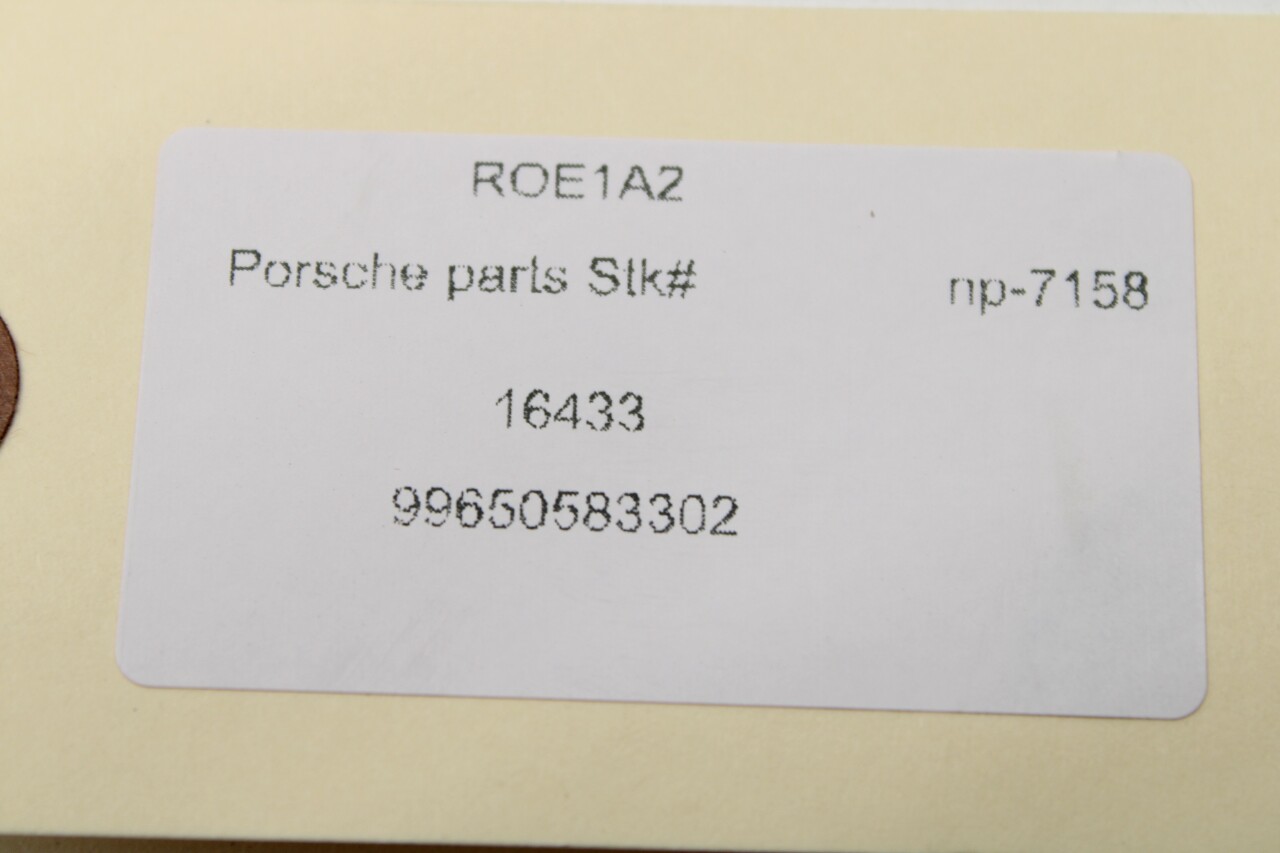 ROE1A2
Porsche parts Stk# np-7158
16433
99650583302